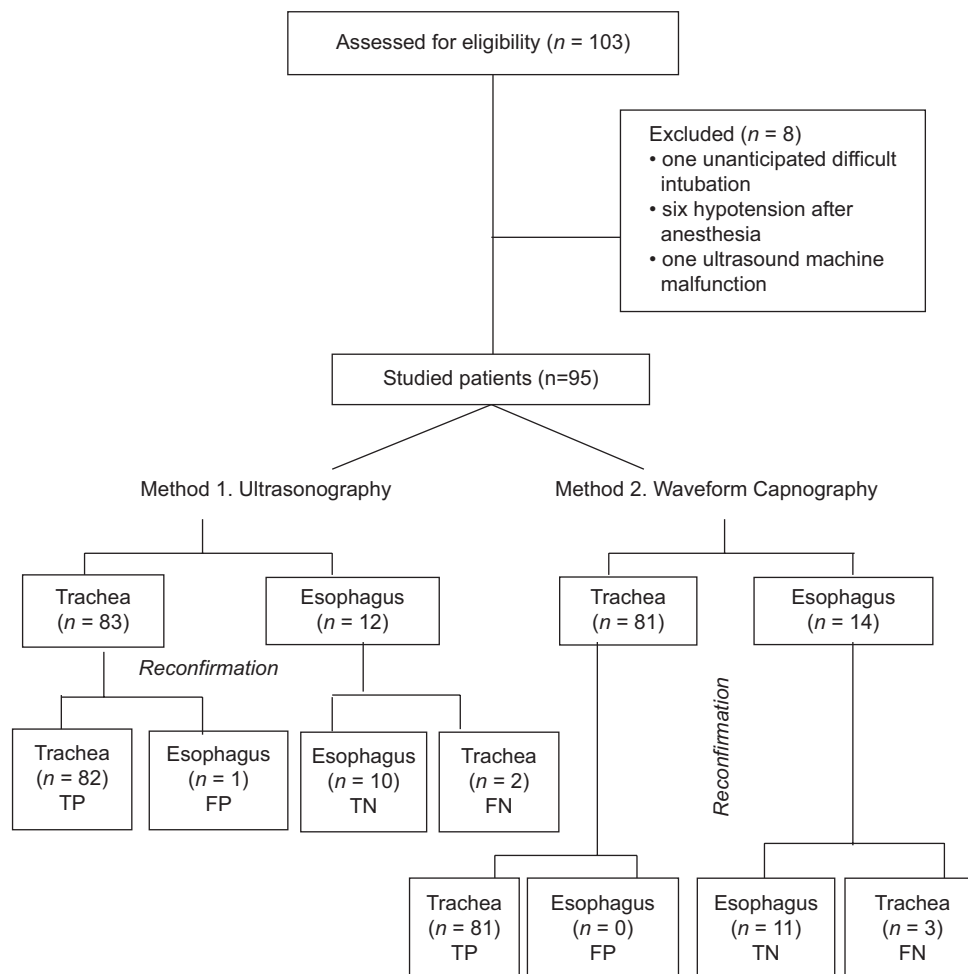 Assessed for eligibility (n = 103)
Excluded (n = 8)
• one unanticipated difficult
intubation
• six hypotension after
anesthesia
• one ultrasound machine
malfunction
Studied patients (n=95)
Method 1. Ultrasonography
Method 2. Waveform Capnography
Trachea
(n = 83)
Esophagus
(n = 12)
Trachea
(n = 81)
Esophagus
(n = 14)
Reconfirmation
Reconfirmation
Trachea
(n = 82)
TP
Esophagus
(n = 1)
FP
Esophagus
(n = 10)
TN
Trachea
(n = 2)
FN
Trachea
(n = 81)
TP
Esophagus
(n = 0)
FP
Esophagus
(n = 11)
TN
Trachea
(n = 3)
FN